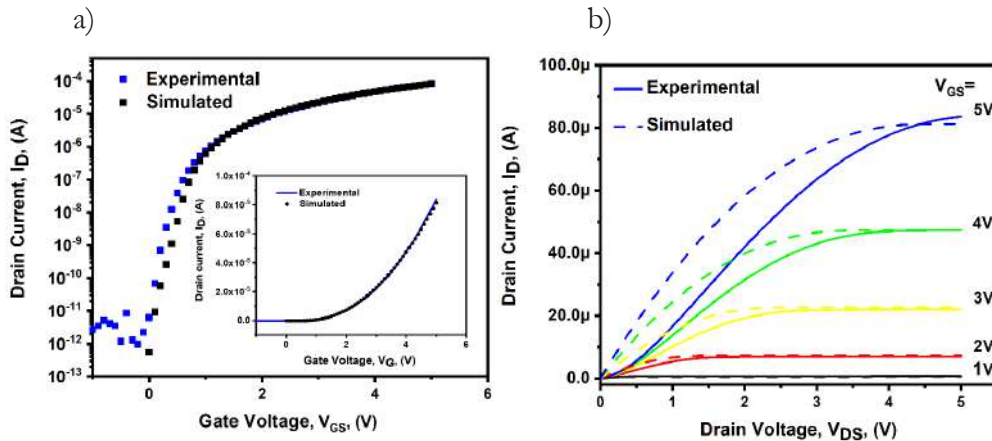 a)
10⁻⁴
10⁻⁵
10⁻⁶
10⁻⁷
10⁻⁸
10⁻⁹
10⁻¹⁰
10⁻¹¹
10⁻¹²
10⁻¹³
Drain Current, I_D, (A)
Experimental
Simulated
0 2 4 6
Gate Voltage, V_GS, (V)
1.0x10⁻⁴
8.0x10⁻⁵
6.0x10⁻⁵
4.0x10⁻⁵
2.0x10⁻⁵
0.0
Drain current, I_D, (A)
Experimental
Simulated
0 2 4 6
Gate Voltage, V_G, (V)
b)
100.0µ
80.0µ
60.0µ
40.0µ
20.0µ
0.0
Drain Current, I_D, (A)
Experimental
Simulated
V_GS=
5V
4V
3V
2V
1V
0 1 2 3 4 5
Drain Voltage, V_DS, (V)